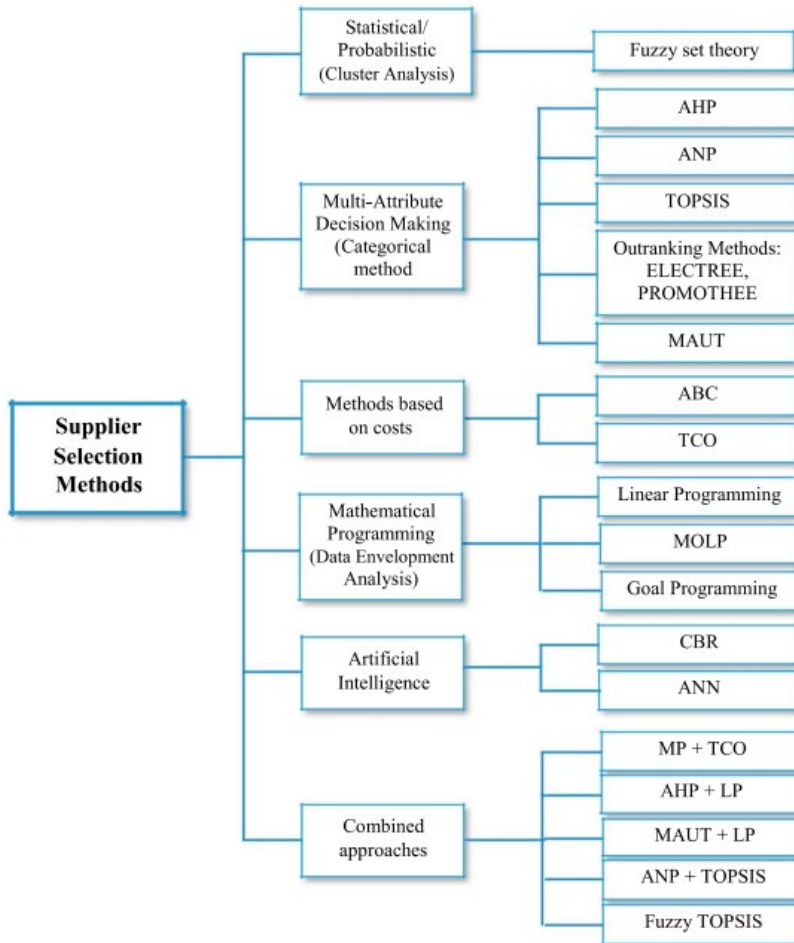 Statistical/
Probabilistic
(Cluster Analysis)
Fuzzy set theory
Multi-Attribute
Decision Making
(Categorical
method
AHP
ANP
TOPSIS
Outranking Methods:
ELECTREE,
PROMOTHEE
MAUT
Supplier
Selection
Methods
Methods based
on costs
ABC
TCO
Mathematical
Programming
(Data Envelopment
Analysis)
Linear Programming
MOLP
Goal Programming
Artificial
Intelligence
CBR
ANN
Combined
approaches
MP + TCO
AHP + LP
MAUT + LP
ANP + TOPSIS
Fuzzy TOPSIS